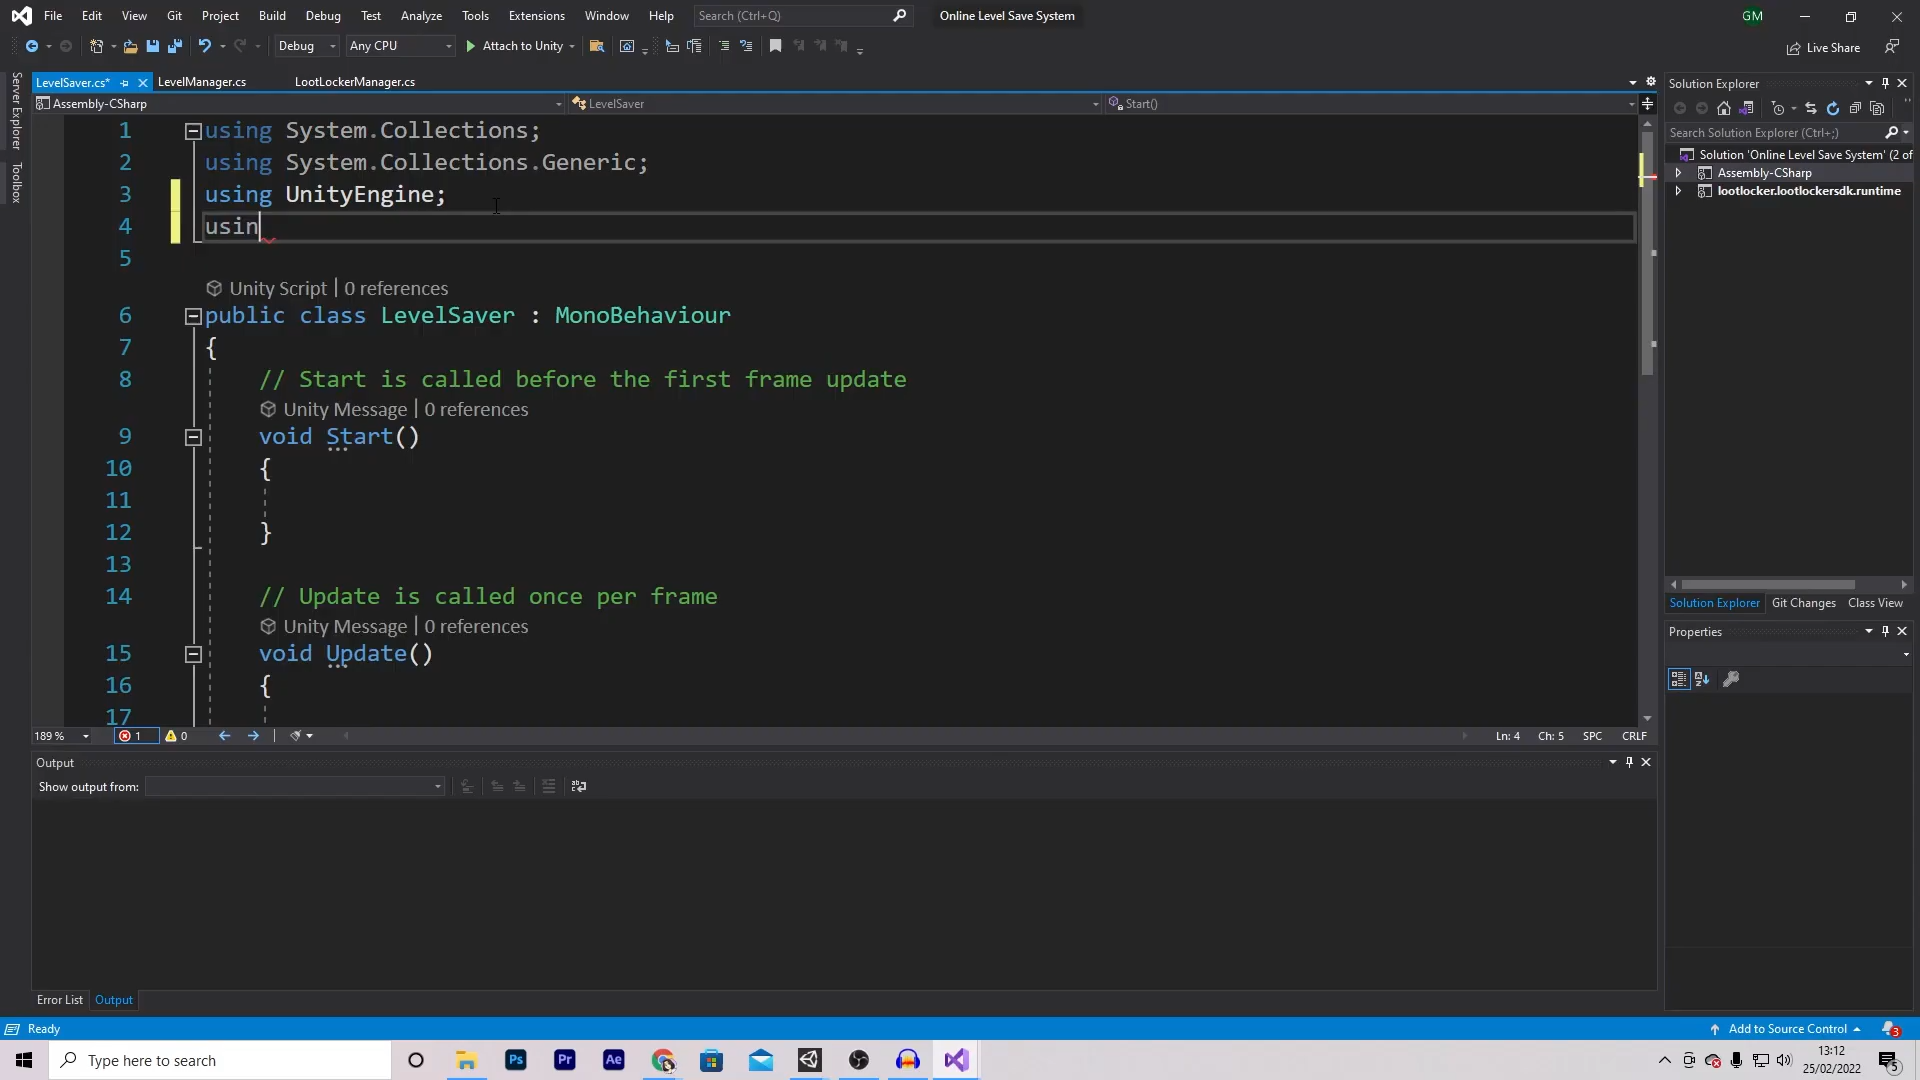 File Edit View Git Project Build Debug Test Analyze Tools Extensions Window Help Search (Ctrl+Q) Online Level Save System GM
Debug Any CPU Attach to Unity Live Share
Server Explorer
Toolbox
LevelSaver.cs* LevelManager.cs LootLockerManager.cs
Assembly-CSharp LevelSaver Start()
1 using System.Collections;
2 using System.Collections.Generic;
3 using UnityEngine;
4 usin
5
Unity Script | 0 references
6 public class LevelSaver : MonoBehaviour
7 {
8 // Start is called before the first frame update
Unity Message | 0 references
9 void Start()
10 {
11
12 }
13
14 // Update is called once per frame
Unity Message | 0 references
15 void Update()
16 {
17
189 % 1 0 Ln: 4 Ch: 5 SPC CRLF
Output
Show output from:
Error List Output
Solution Explorer
Search Solution Explorer (Ctrl+;)
Solution 'Online Level Save System' (2 of
Assembly-CSharp
lootlocker.lootlockersdk.runtime
Solution Explorer Git Changes Class View
Properties
Ready Add to Source Control 3
Type here to search Ps Pr Ae
13:12
25/02/2022
5